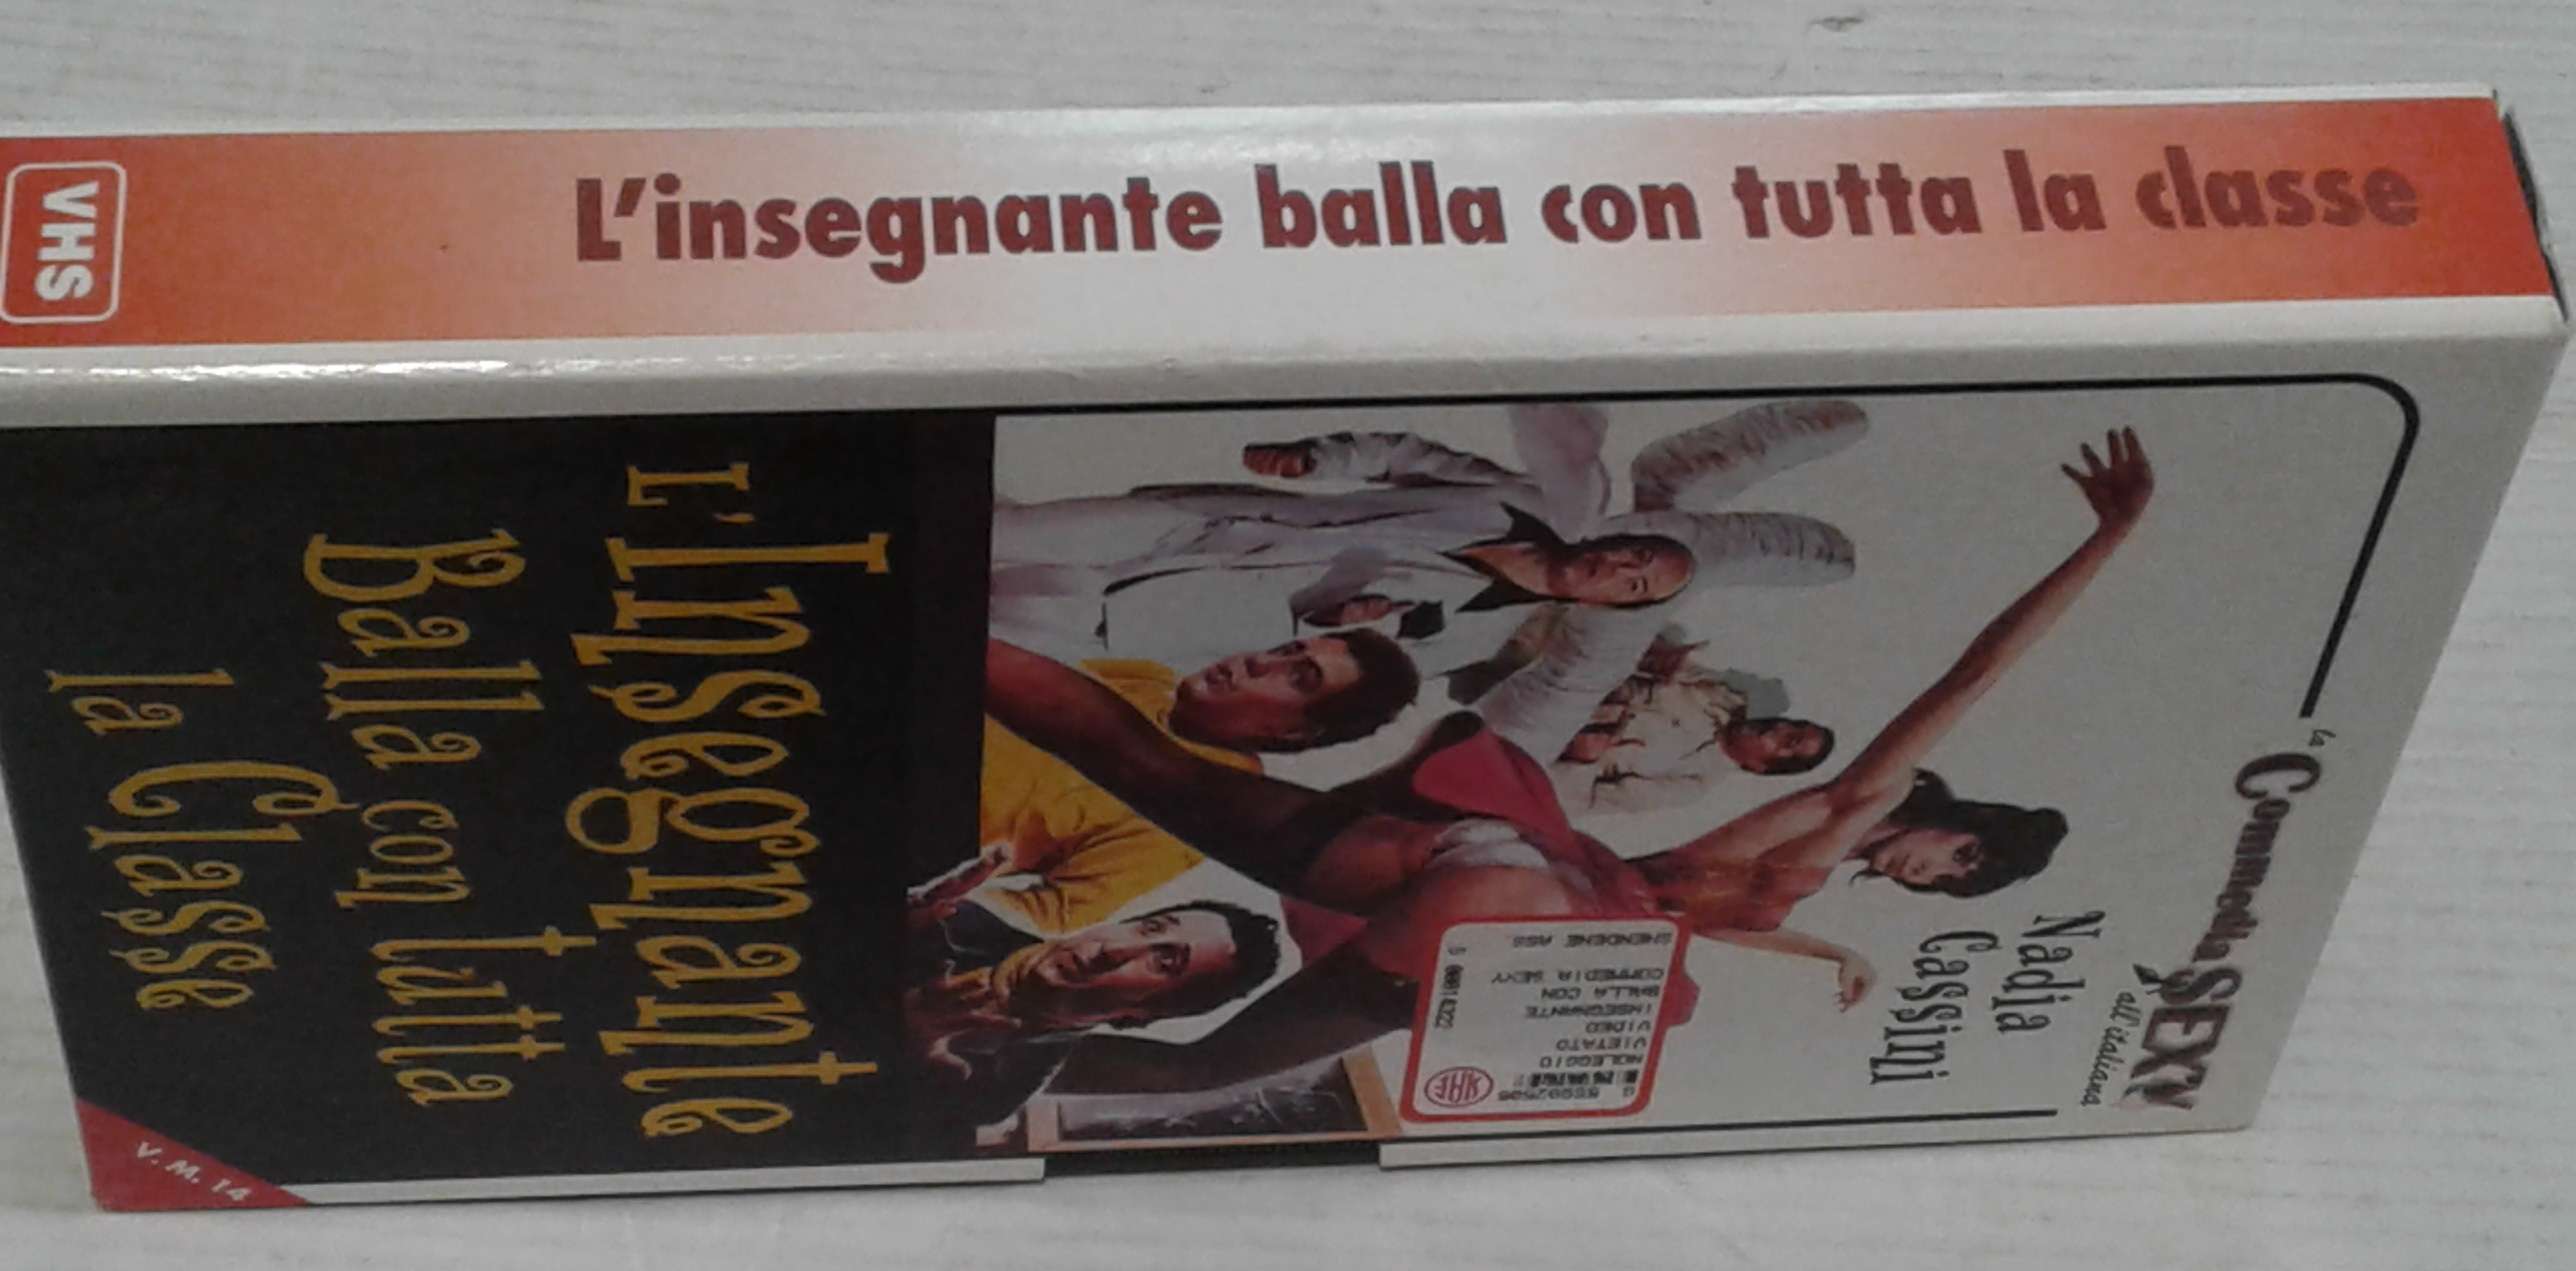 VHS
L'insegnante balla con tutta la classe
la Commedia SEXY
all'italiana
Nadia
Cassini
L'Insegnante
Balla con tutta
la Classe
V. M. 14
NOLEGGIO
VIETATO
VIDEO
INSEGNANTE
BALLA CON
COMMEDIA SEXY